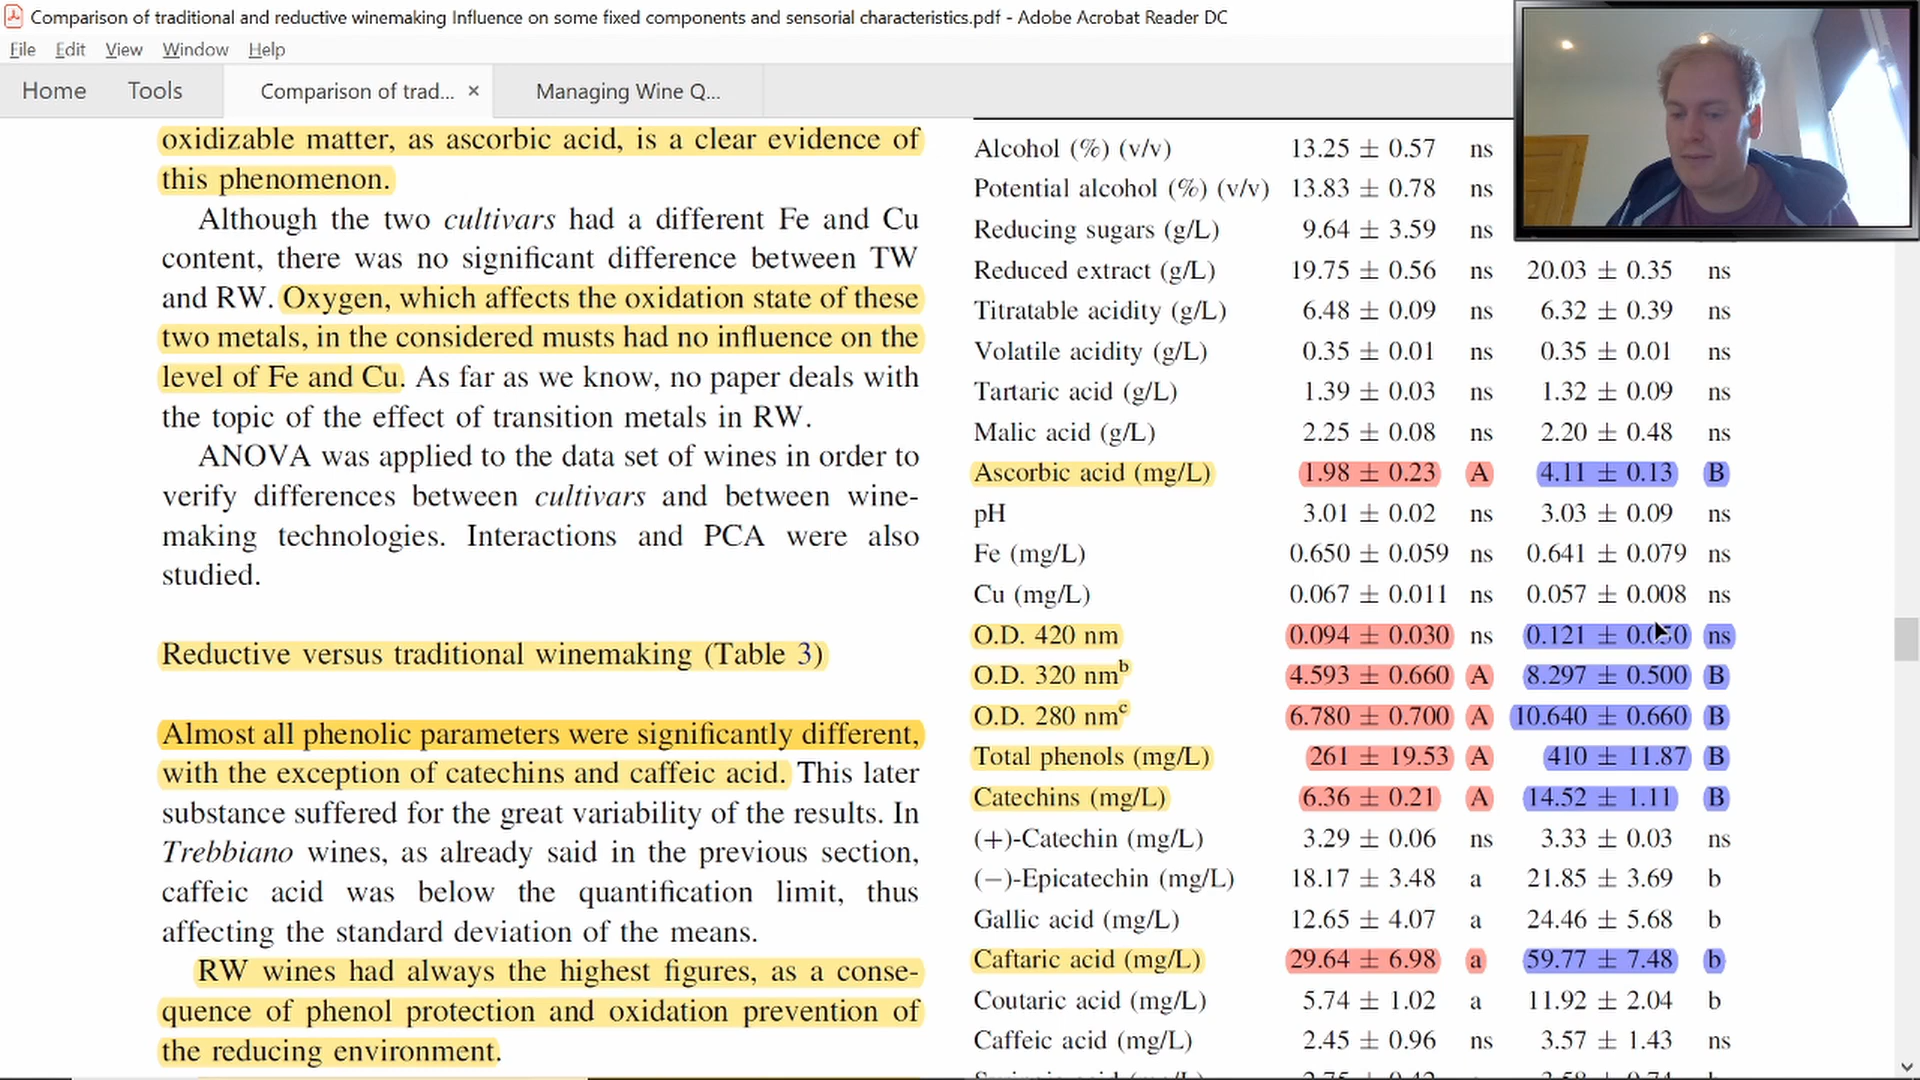 Comparison of traditional and reductive winemaking Influence on some fixed components and sensorial characteristics.pdf - Adobe Acrobat Reader DC
File Edit View Window Help
Home Tools Comparison of trad... × Managing Wine Q...
oxidizable matter, as ascorbic acid, is a clear evidence of
this phenomenon.
Although the two cultivars had a different Fe and Cu
content, there was no significant difference between TW
and RW. Oxygen, which affects the oxidation state of these
two metals, in the considered musts had no influence on the
level of Fe and Cu. As far as we know, no paper deals with
the topic of the effect of transition metals in RW.
ANOVA was applied to the data set of wines in order to
verify differences between cultivars and between wine-
making technologies. Interactions and PCA were also
studied.
Reductive versus traditional winemaking (Table 3)
Almost all phenolic parameters were significantly different,
with the exception of catechins and caffeic acid. This later
substance suffered for the great variability of the results. In
Trebbiano wines, as already said in the previous section,
caffeic acid was below the quantification limit, thus
affecting the standard deviation of the means.
RW wines had always the highest figures, as a conse-
quence of phenol protection and oxidation prevention of
the reducing environment.
Alcohol (%) (v/v) 13.25 ± 0.57 ns
Potential alcohol (%) (v/v) 13.83 ± 0.78 ns
Reducing sugars (g/L) 9.64 ± 3.59 ns
Reduced extract (g/L) 19.75 ± 0.56 ns 20.03 ± 0.35 ns
Titratable acidity (g/L) 6.48 ± 0.09 ns 6.32 ± 0.39 ns
Volatile acidity (g/L) 0.35 ± 0.01 ns 0.35 ± 0.01 ns
Tartaric acid (g/L) 1.39 ± 0.03 ns 1.32 ± 0.09 ns
Malic acid (g/L) 2.25 ± 0.08 ns 2.20 ± 0.48 ns
Ascorbic acid (mg/L) 1.98 ± 0.23 A 4.11 ± 0.13 B
pH 3.01 ± 0.02 ns 3.03 ± 0.09 ns
Fe (mg/L) 0.650 ± 0.059 ns 0.641 ± 0.079 ns
Cu (mg/L) 0.067 ± 0.011 ns 0.057 ± 0.008 ns
O.D. 420 nm 0.094 ± 0.030 ns 0.121 ± ns
O.D. 320 nmᵇ 4.593 ± 0.660 A 8.297 ± 0.500 B
O.D. 280 nmᶜ 6.780 ± 0.700 A 10.640 ± 0.660 B
Total phenols (mg/L) 261 ± 19.53 A 410 ± 11.87 B
Catechins (mg/L) 6.36 ± 0.21 A 14.52 ± 1.11 B
(+)-Catechin (mg/L) 3.29 ± 0.06 ns 3.33 ± 0.03 ns
(−)-Epicatechin (mg/L) 18.17 ± 3.48 a 21.85 ± 3.69 b
Gallic acid (mg/L) 12.65 ± 4.07 a 24.46 ± 5.68 b
Caftaric acid (mg/L) 29.64 ± 6.98 a 59.77 ± 7.48 b
Coutaric acid (mg/L) 5.74 ± 1.02 a 11.92 ± 2.04 b
Caffeic acid (mg/L) 2.45 ± 0.96 ns 3.57 ± 1.43 ns